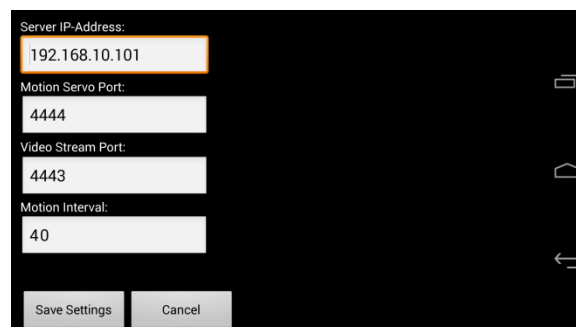 Server IP-Address:
192.168.10.101
Motion Servo Port:
4444
Video Stream Port:
4443
Motion Interval:
40
Save Settings Cancel